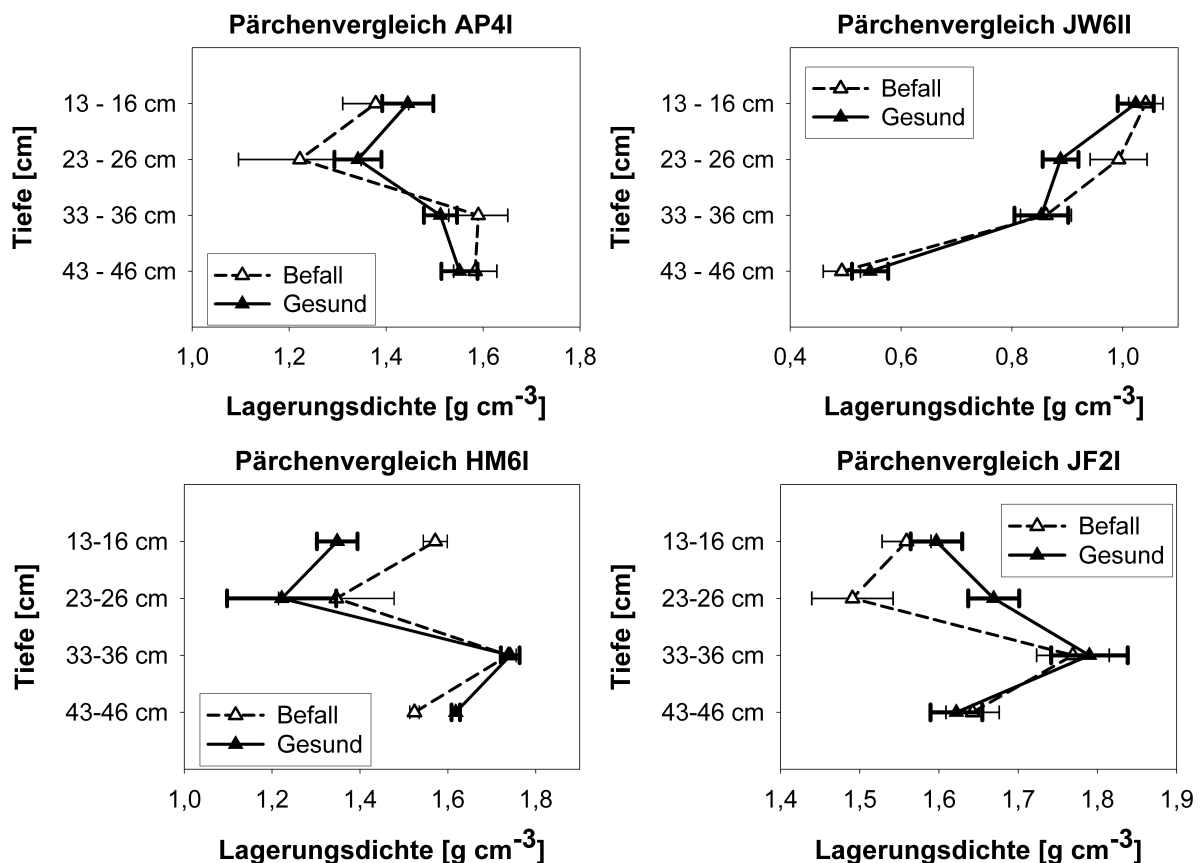 Pärchenvergleich AP4I
Tiefe [cm]
13 - 16 cm
23 - 26 cm
33 - 36 cm
43 - 46 cm
Befall
Gesund
1,0 1,2 1,4 1,6 1,8
Lagerungsdichte [g cm-3]
Pärchenvergleich JW6II
Tiefe [cm]
13 - 16 cm
23 - 26 cm
33 - 36 cm
43 - 46 cm
Befall
Gesund
0,4 0,6 0,8 1,0
Lagerungsdichte [g cm-3]
Pärchenvergleich HM6I
Tiefe [cm]
13-16 cm
23-26 cm
33-36 cm
43-46 cm
Befall
Gesund
1,0 1,2 1,4 1,6 1,8
Lagerungsdichte [g cm-3]
Pärchenvergleich JF2I
Tiefe [cm]
13-16 cm
23-26 cm
33-36 cm
43-46 cm
Befall
Gesund
1,4 1,5 1,6 1,7 1,8 1,9
Lagerungsdichte [g cm-3]